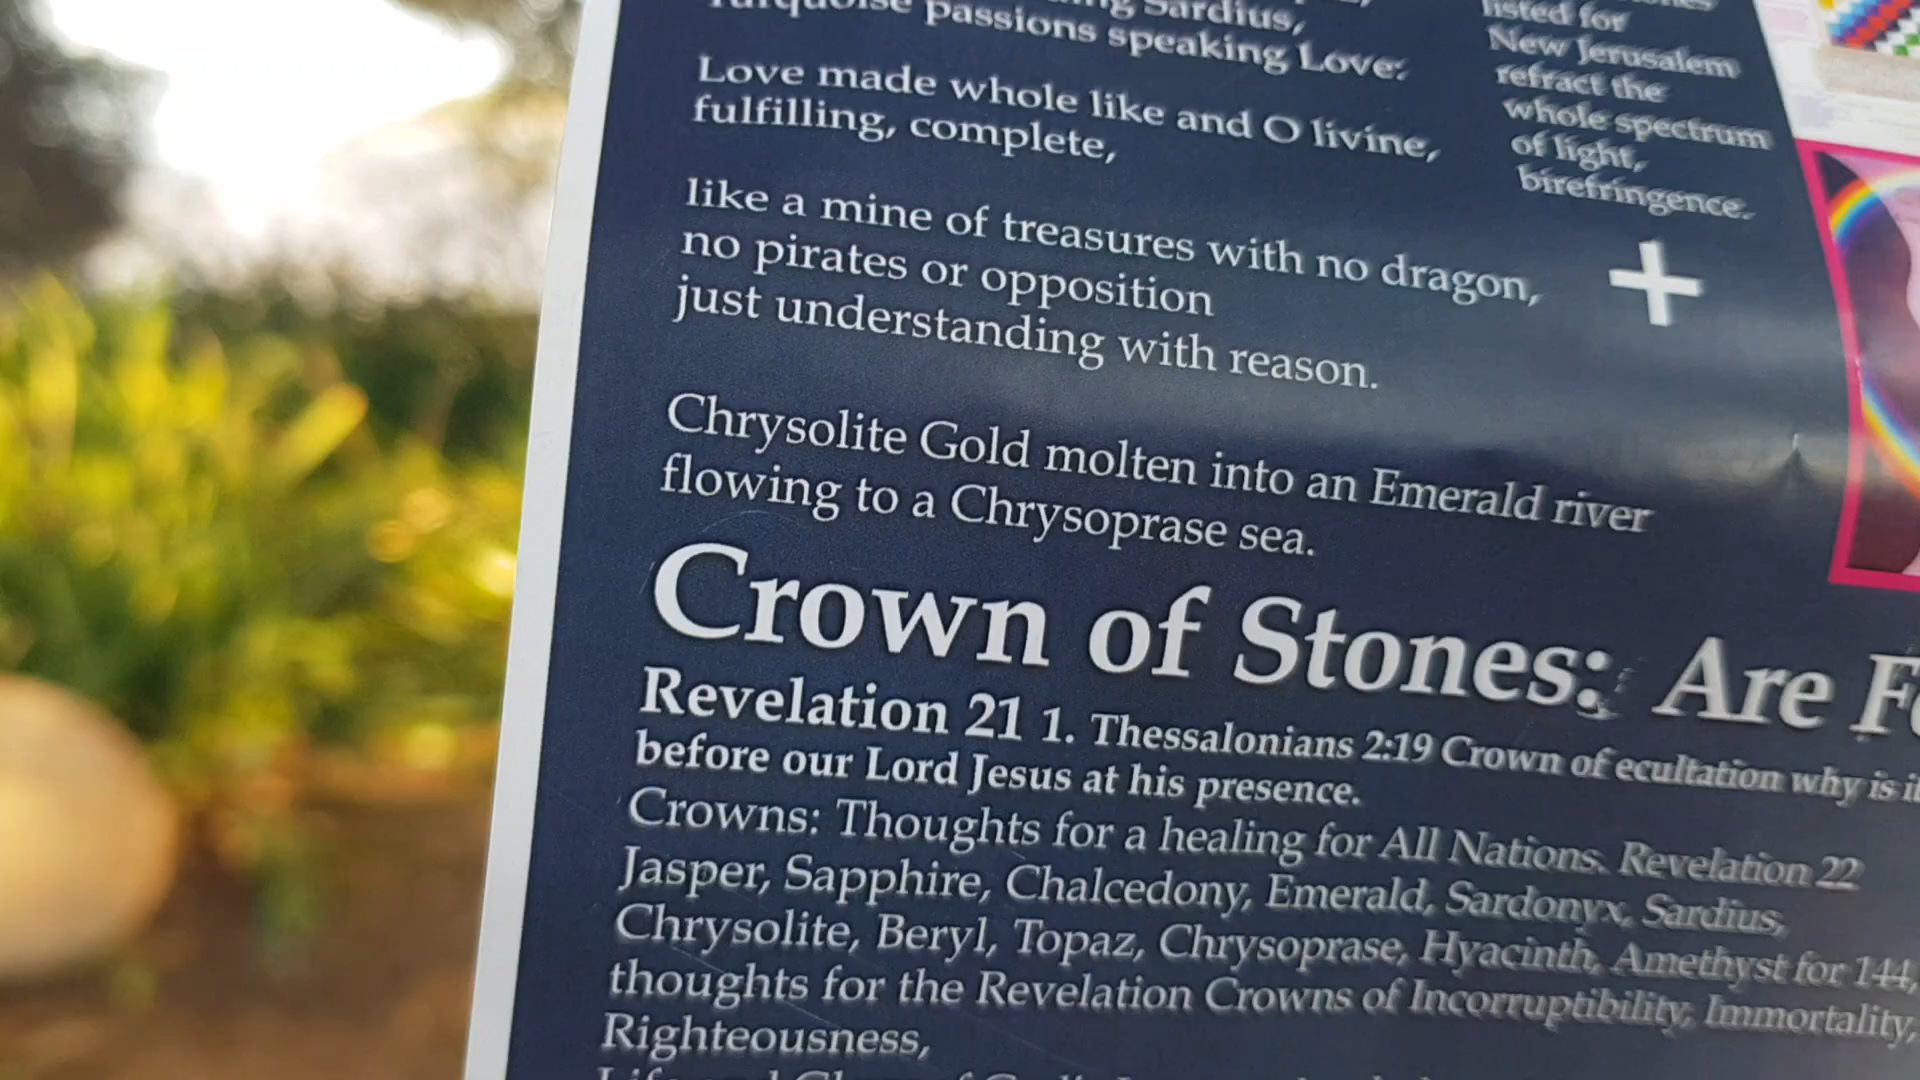 Sardius,
Turquoise passions speaking Love:
Love made whole like and O livine,
fulfilling, complete,
like a mine of treasures with no dragon,
no pirates or opposition
just understanding with reason.
Chrysolite Gold molten into an Emerald river
flowing to a Chrysoprase sea.
listed for
New Jerusalem
refract the
whole spectrum
of light,
birefringence.
Crown of Stones: Are
Revelation 21 1. Thessalonians 2:19 Crown of ecultation why is
before our Lord Jesus at his presence.
Crowns: Thoughts for a healing for All Nations. Revelation 22
Jasper, Sapphire, Chalcedony, Emerald, Sardonyx, Sardius,
Chrysolite, Beryl, Topaz, Chrysoprase, Hyacinth, Amethyst for 144,
thoughts for the Revelation Crowns of Incorruptibility, Immortality,
Righteousness,